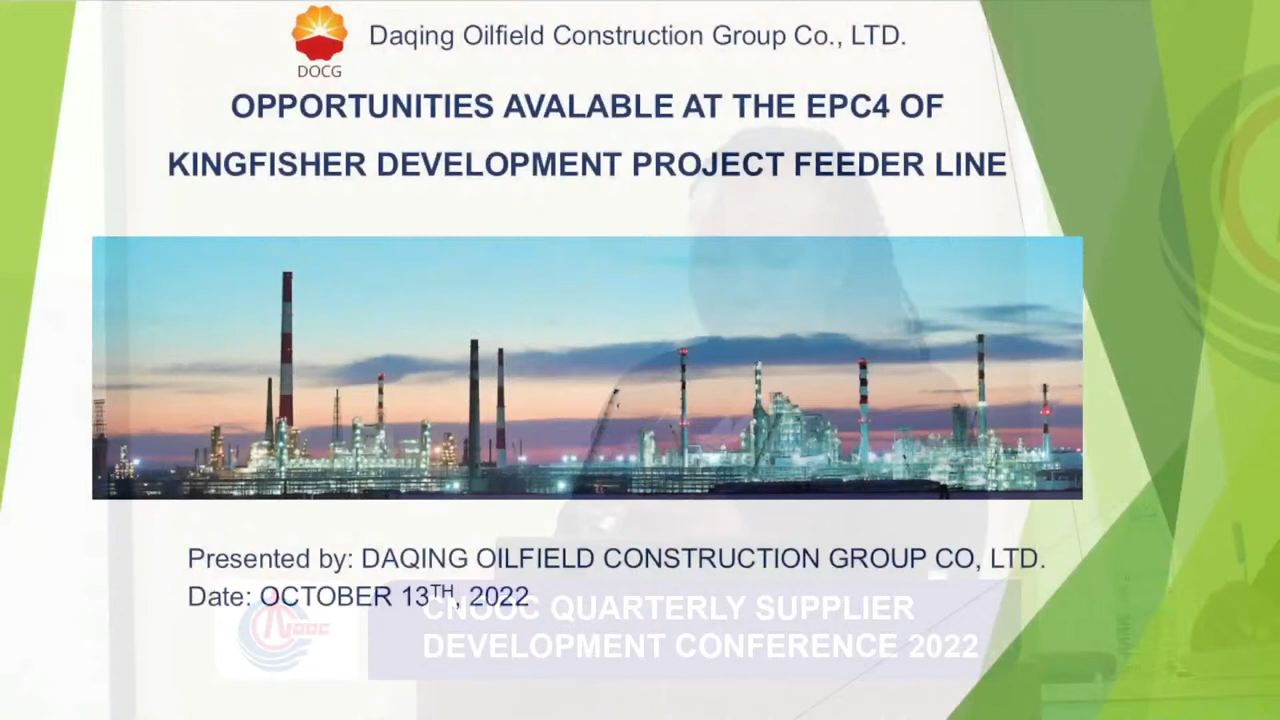 Daqing Oilfield Construction Group Co., LTD.
DOCG
OPPORTUNITIES AVALABLE AT THE EPC4 OF
KINGFISHER DEVELOPMENT PROJECT FEEDER LINE
Presented by: DAQING OILFIELD CONSTRUCTION GROUP CO, LTD.
Date: OCTOBER 13TH, 2022
CNOOC QUARTERLY SUPPLIER
CNOOC
DEVELOPMENT CONFERENCE 2022